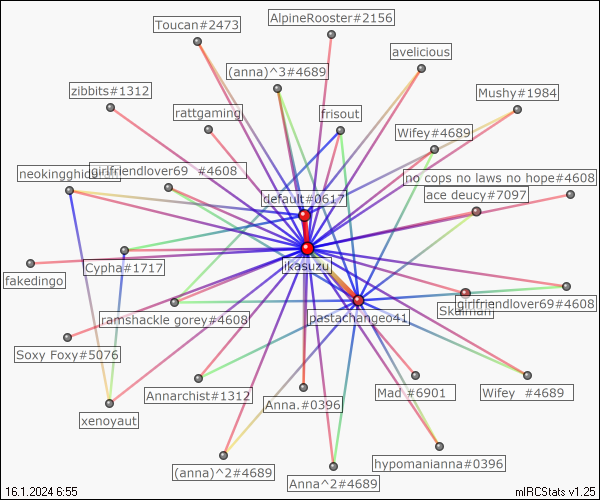 AlpineRooster#2156
Toucan#2473
avelicious
(anna)^3#4689
zibbits#1312
Mushy#1984
rattgaming
frisout
Wifey#4689
neokingghidorah
girlfriendlover69 #4608
no cops no laws no hope#4608
ace deucy#7097
default#0617
Cypha#1717
ikasuzu
fakedingo
ramshackle gorey#4608
pastachangeo41
Skalman
girlfriendlover69#4608
Soxy Foxy#5076
Annarchist#1312
Anna.#0396
Mad #6901
Wifey #4689
xenoyaut
(anna)^2#4689
Anna^2#4689
hypomanianna#0396
16.1.2024 6:55
mIRCStats v1.25